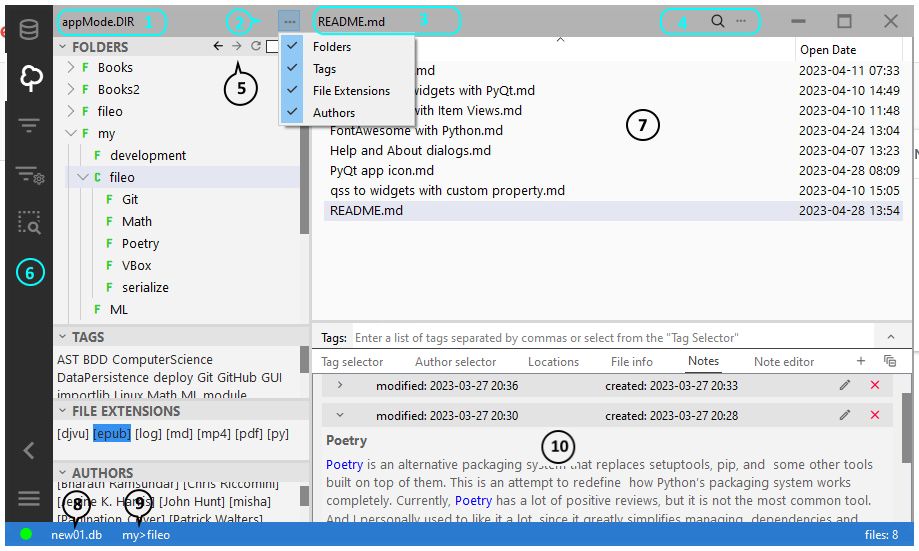 appMode.DIR 1 2 ... README.md 3 4 ...
FOLDERS
Folders
Tags
File Extensions
Authors
5
F Books
F Books2
F fileo
F my
F development
C fileo
F Git
F Math
F Poetry
F VBox
F serialize
F ML
6
Open Date
.md 2023-04-11 07:33
widgets with PyQt.md 2023-04-10 14:49
with Item Views.md 2023-04-10 11:48
FontAwesome with Python.md 2023-04-24 13:04
Help and About dialogs.md 2023-04-07 13:23
PyQt app icon.md 2023-04-28 08:09
qss to widgets with custom property.md 2023-04-10 15:05
README.md 2023-04-28 13:54
7
TAGS
AST BDD ComputerScience
DataPersistence deploy Git GitHub GUI
importlib Linux Math ML module
FILE EXTENSIONS
[djvu] [epub] [log] [md] [mp4] [pdf] [py]
AUTHORS
[Bharath Ramsundar] [Chris Riccomini]
[John Hunt] [misha]
[Patrick Walters]
Tags: Enter a list of tags separated by commas or select from the "Tag Selector"
Tag selector Author selector Locations File info Notes Note editor +
modified: 2023-03-27 20:36 created: 2023-03-27 20:33
modified: 2023-03-27 20:30 created: 2023-03-27 20:28
10
Poetry
Poetry is an alternative packaging system that replaces setuptools, pip, and some other tools
built on top of them. This is an attempt to redefine how Python's packaging system works
completely. Currently, Poetry has a lot of positive reviews, but it is not the most common tool.
And I personally used to like it a lot, since it greatly simplifies managing dependencies and
8 9
new01.db my>fileo files: 8